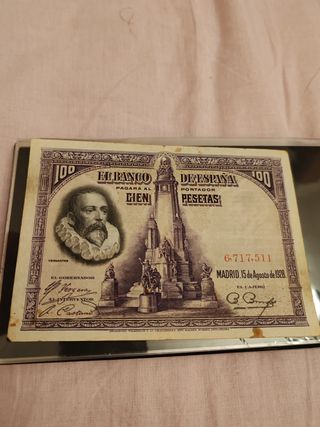 100 EL BANCO DE ESPAÑA 100
PAGARÁ AL PORTADOR
CIEN PESETAS
6,717,511
MADRID, 15 de Agosto de 1928
CERVANTES
EL GOBERNADOR
EL INTERVENTOR
EL CAJERO